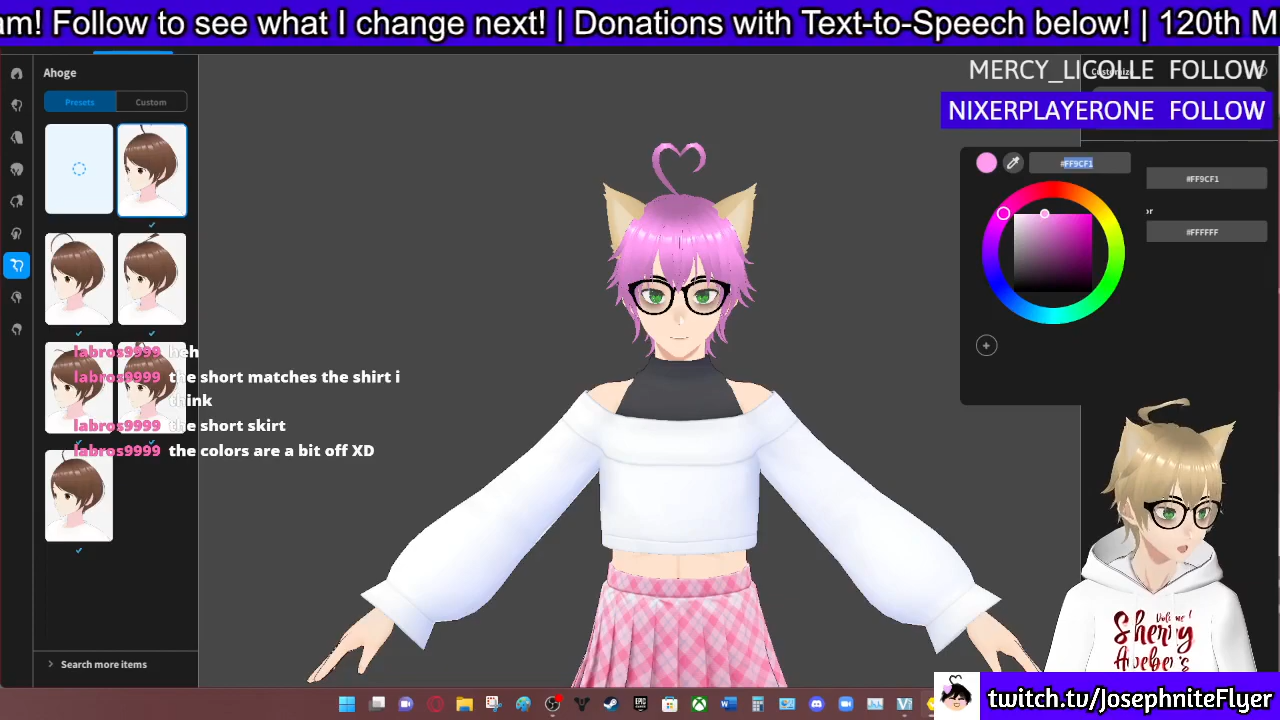 am! Follow to see what I change next! | Donations with Text-to-Speech below! | 120th M
MERCY_LICOLLE FOLLOW
NIXERPLAYERONE FOLLOW
Ahoge
Presets
Custom
#FF9CF1
#FF9CF1
or
#FFFFFF
labros9999 heh
labros9999 the short matches the shirt i
think
labros9999 the short skirt
labros9999 the colors are a bit off XD
Search more items
Sherry
twitch.tv/JosephniteFlyer